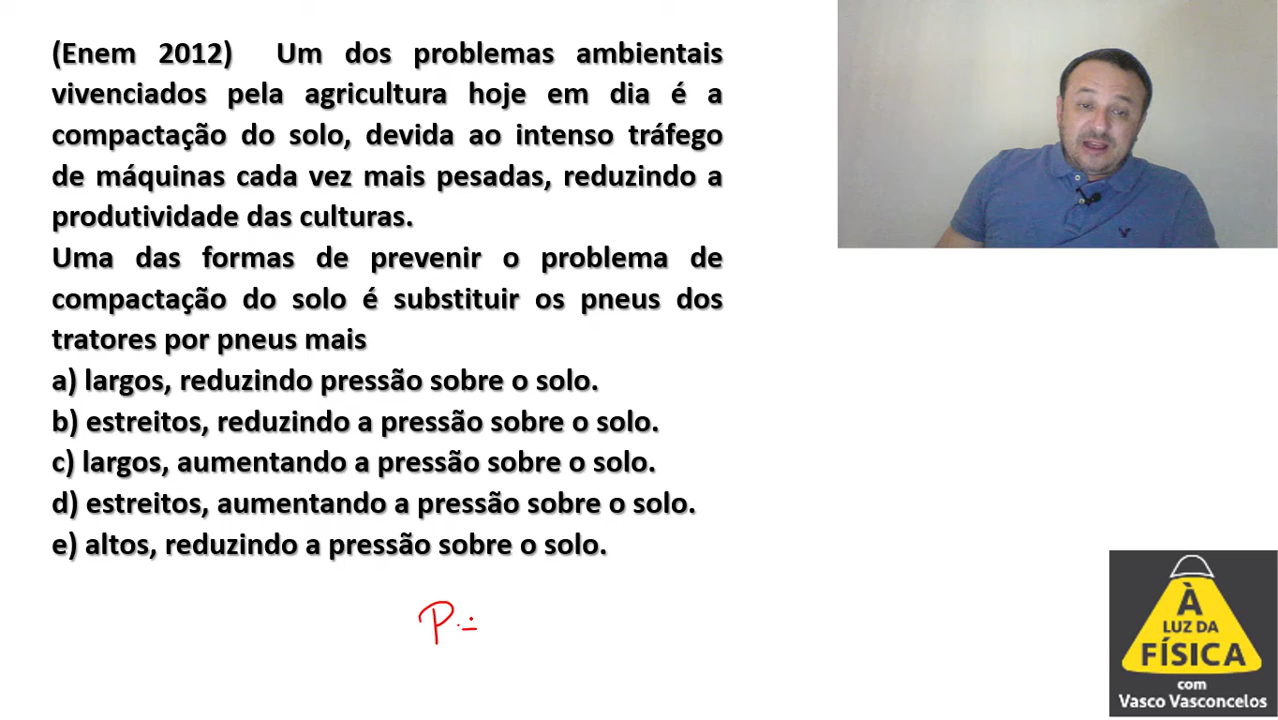 (Enem 2012) Um dos problemas ambientais
vivenciados pela agricultura hoje em dia é a
compactação do solo, devida ao intenso tráfego
de máquinas cada vez mais pesadas, reduzindo a
produtividade das culturas.
Uma das formas de prevenir o problema de
compactação do solo é substituir os pneus dos
tratores por pneus mais
a) largos, reduzindo pressão sobre o solo.
b) estreitos, reduzindo a pressão sobre o solo.
c) largos, aumentando a pressão sobre o solo.
d) estreitos, aumentando a pressão sobre o solo.
e) altos, reduzindo a pressão sobre o solo.
P =
À
LUZ DA
FÍSICA
com
Vasco Vasconcelos